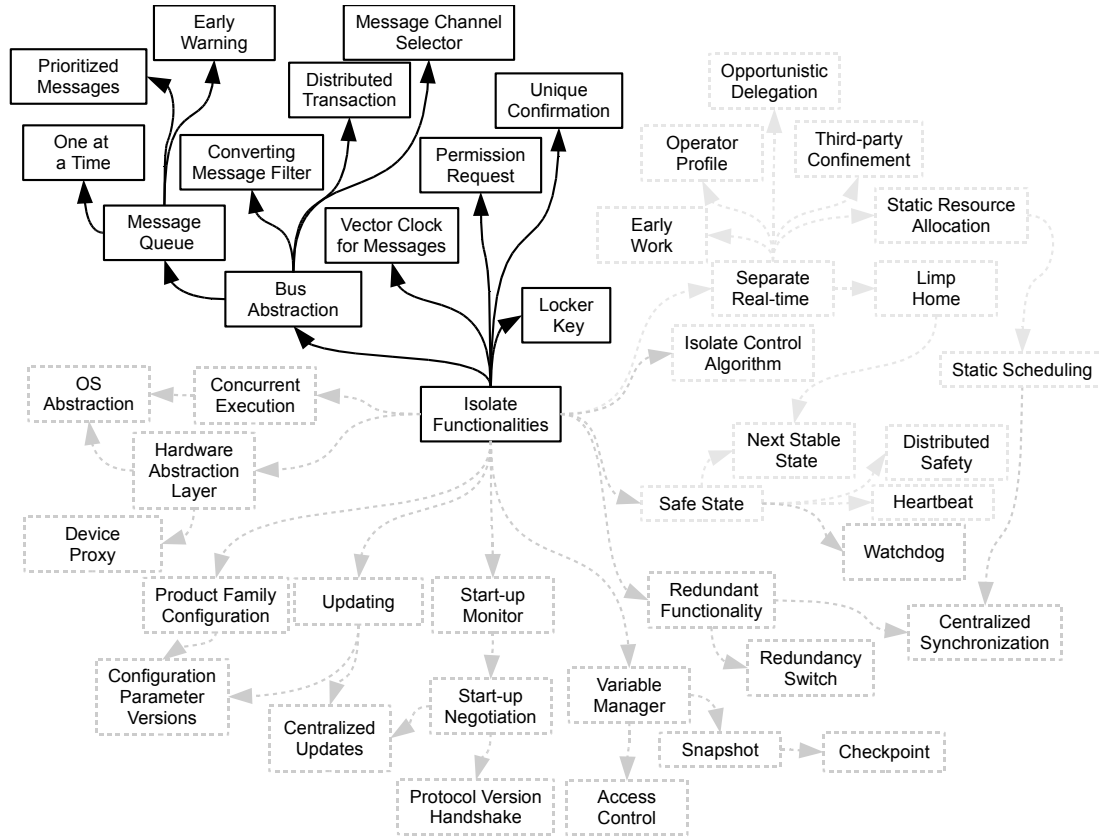 Early
Warning
Message Channel
Selector
Prioritized
Messages
Distributed
Transaction
Unique
Confirmation
Opportunistic
Delegation
One at
a Time
Converting
Message Filter
Permission
Request
Operator
Profile
Third-party
Confinement
Message
Queue
Vector Clock
for Messages
Early
Work
Static Resource
Allocation
Bus
Abstraction
Locker
Key
Separate
Real-time
Limp
Home
OS
Abstraction
Concurrent
Execution
Isolate
Functionalities
Isolate Control
Algorithm
Static Scheduling
Hardware
Abstraction
Layer
Next Stable
State
Distributed
Safety
Safe State
Heartbeat
Device
Proxy
Watchdog
Product Family
Configuration
Updating
Start-up
Monitor
Redundant
Functionality
Centralized
Synchronization
Configuration
Parameter
Versions
Centralized
Updates
Start-up
Negotiation
Variable
Manager
Redundancy
Switch
Snapshot
Checkpoint
Protocol Version
Handshake
Access
Control